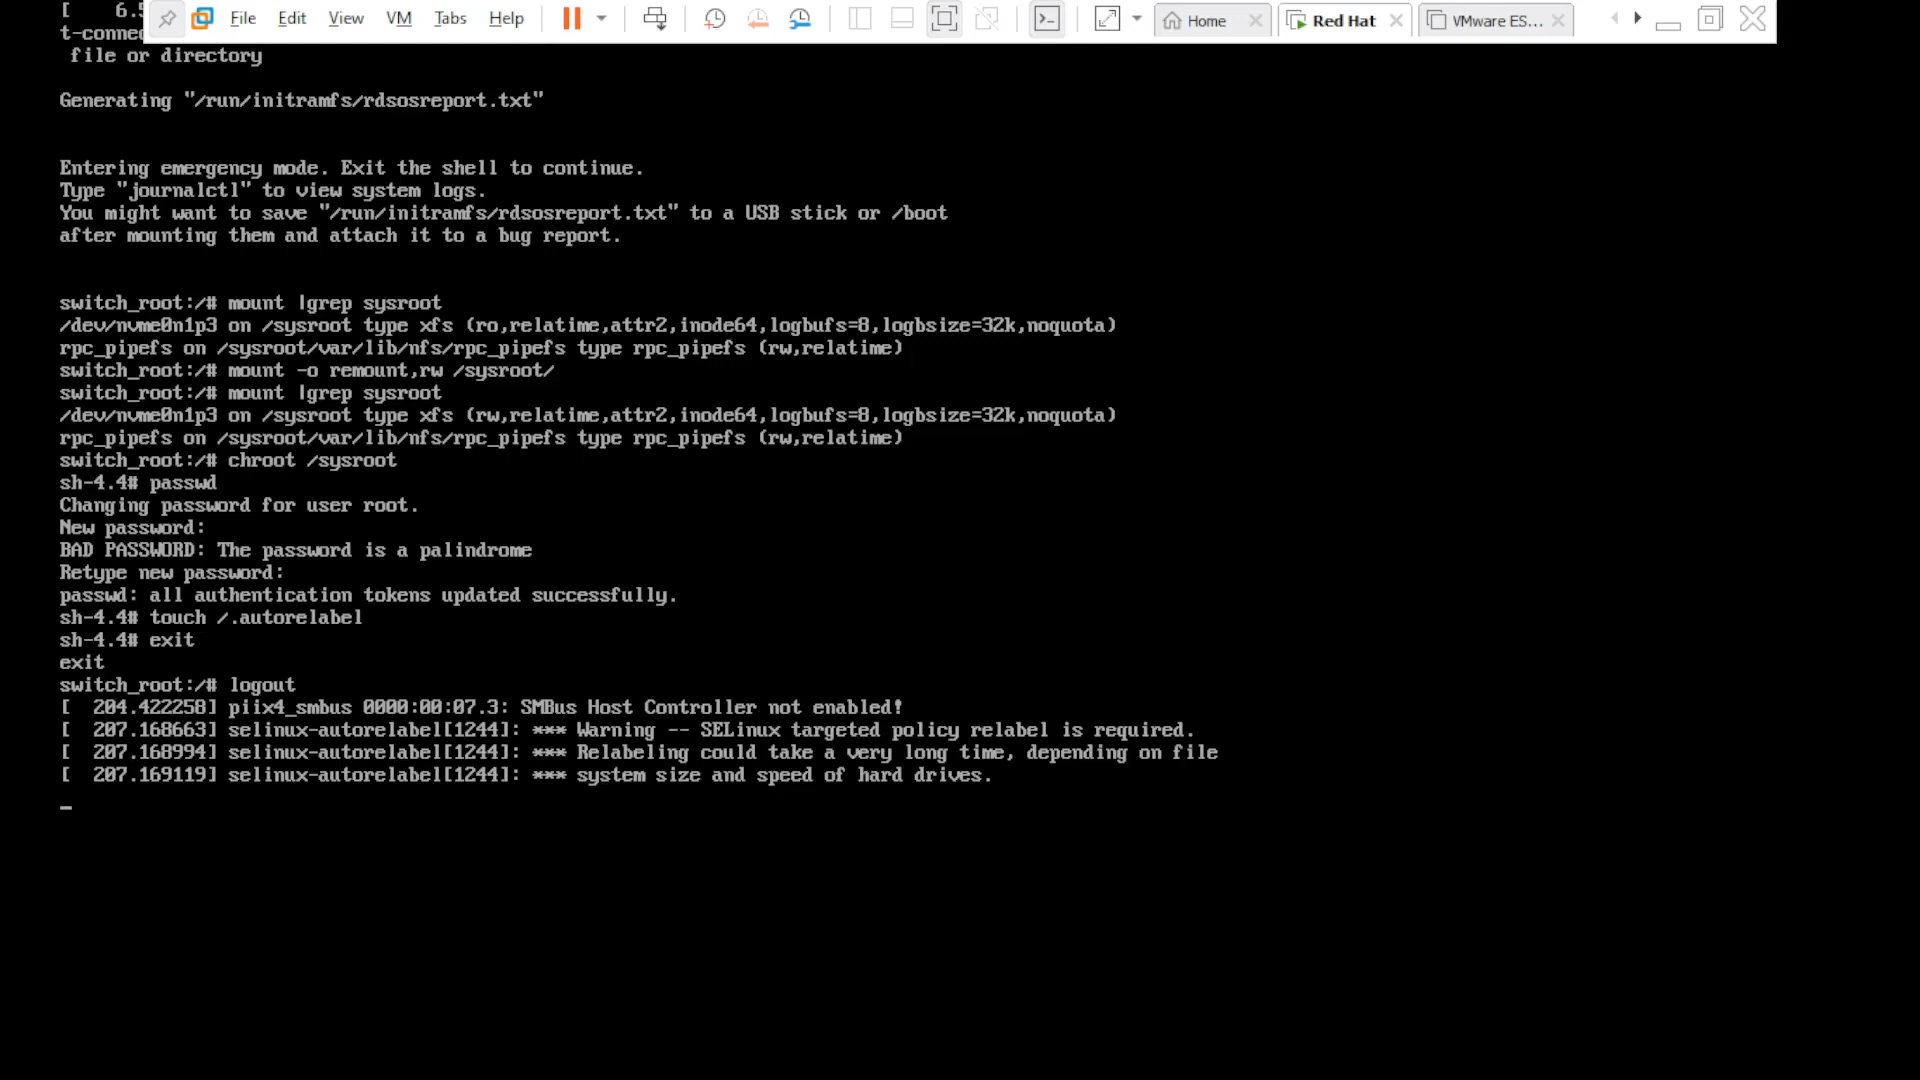 [    6.5
File Edit View VM Tabs Help Home Red Hat VMware ES...
t-connec
 file or directory
Generating "/run/initramfs/rdsosreport.txt"
Entering emergency mode. Exit the shell to continue.
Type "journalctl" to view system logs.
You might want to save "/run/initramfs/rdsosreport.txt" to a USB stick or /boot
after mounting them and attach it to a bug report.
switch_root:/# mount |grep sysroot
/dev/nvme0n1p3 on /sysroot type xfs (ro,relatime,attr2,inode64,logbufs=8,logbsize=32k,noquota)
rpc_pipefs on /sysroot/var/lib/nfs/rpc_pipefs type rpc_pipefs (rw,relatime)
switch_root:/# mount -o remount,rw /sysroot/
switch_root:/# mount |grep sysroot
/dev/nvme0n1p3 on /sysroot type xfs (rw,relatime,attr2,inode64,logbufs=8,logbsize=32k,noquota)
rpc_pipefs on /sysroot/var/lib/nfs/rpc_pipefs type rpc_pipefs (rw,relatime)
switch_root:/# chroot /sysroot
sh-4.4# passwd
Changing password for user root.
New password:
BAD PASSWORD: The password is a palindrome
Retype new password:
passwd: all authentication tokens updated successfully.
sh-4.4# touch /.autorelabel
sh-4.4# exit
exit
switch_root:/# logout
[  204.422258] piix4_smbus 0000:00:07.3: SMBus Host Controller not enabled!
[  207.168663] selinux-autorelabel[1244]: *** Warning -- SELinux targeted policy relabel is required.
[  207.168994] selinux-autorelabel[1244]: *** Relabeling could take a very long time, depending on file
[  207.169119] selinux-autorelabel[1244]: *** system size and speed of hard drives.